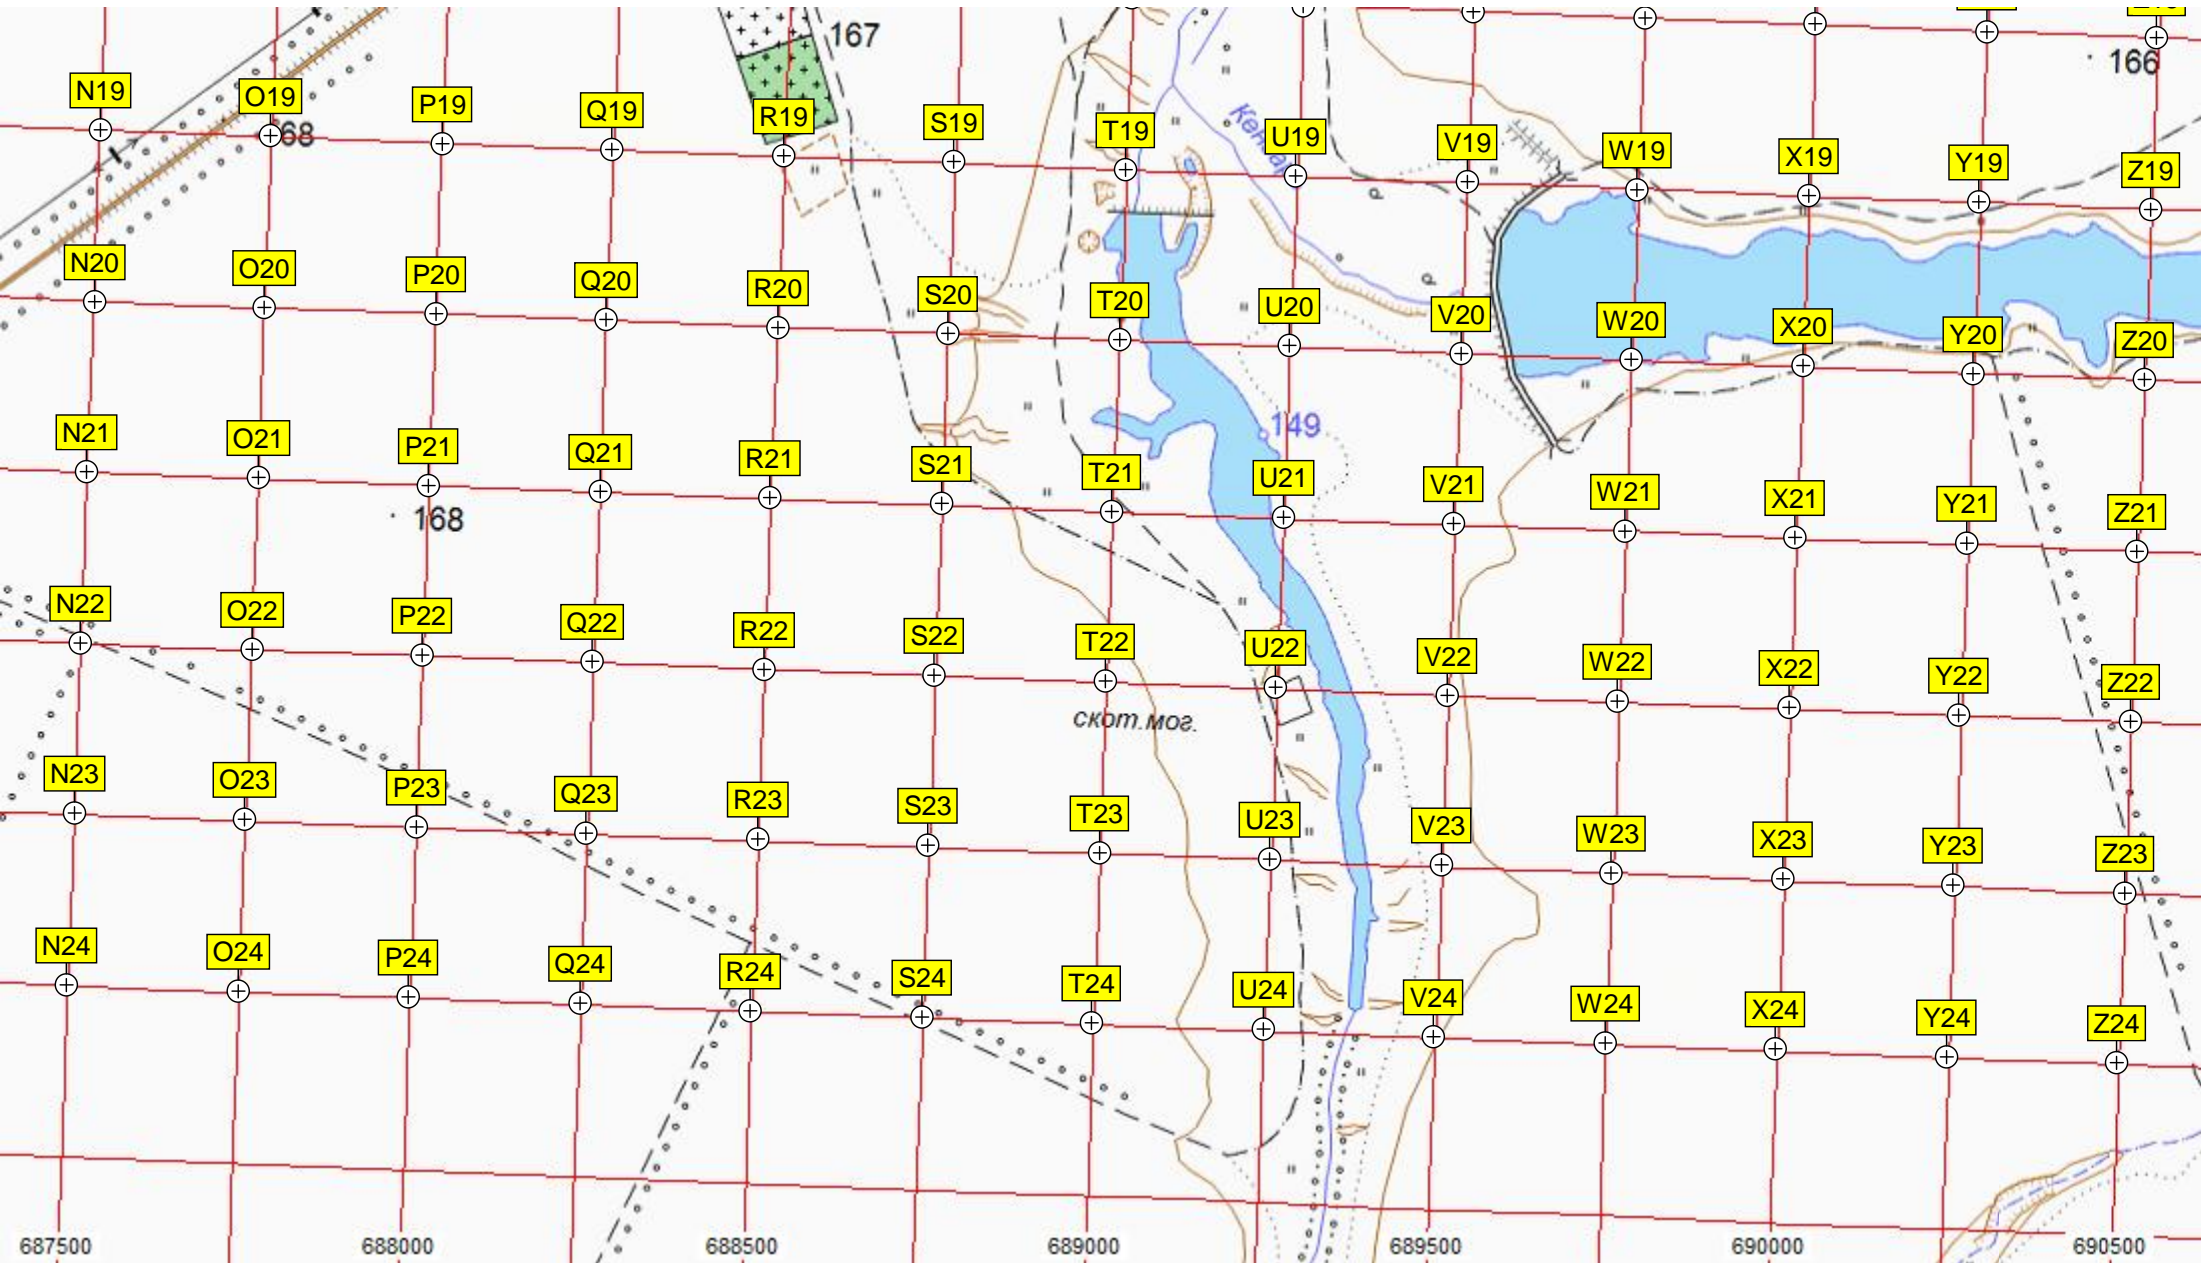 167
166
N19 O19 P19 Q19 R19 S19 T19 U19 V19 W19 X19 Y19 Z19
68
N20 O20 P20 Q20 R20 S20 T20 U20 V20 W20 X20 Y20 Z20
149
N21 O21 P21 Q21 R21 S21 T21 U21 V21 W21 X21 Y21 Z21
168
N22 O22 P22 Q22 R22 S22 T22 U22 V22 W22 X22 Y22 Z22
скот.мог.
N23 O23 P23 Q23 R23 S23 T23 U23 V23 W23 X23 Y23 Z23
N24 O24 P24 Q24 R24 S24 T24 U24 V24 W24 X24 Y24 Z24
687500 688000 688500 689000 689500 690000 690500